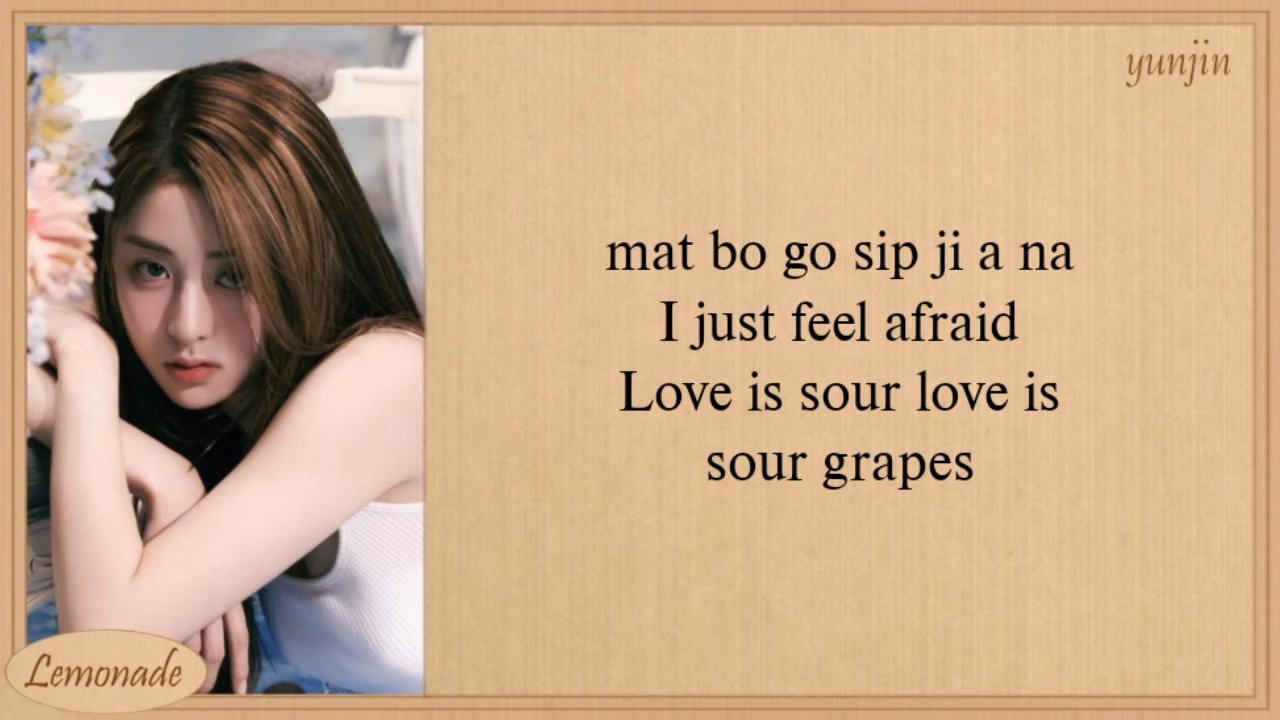 yunjin
mat bo go sip ji a na
I just feel afraid
Love is sour love is
sour grapes
Lemonade